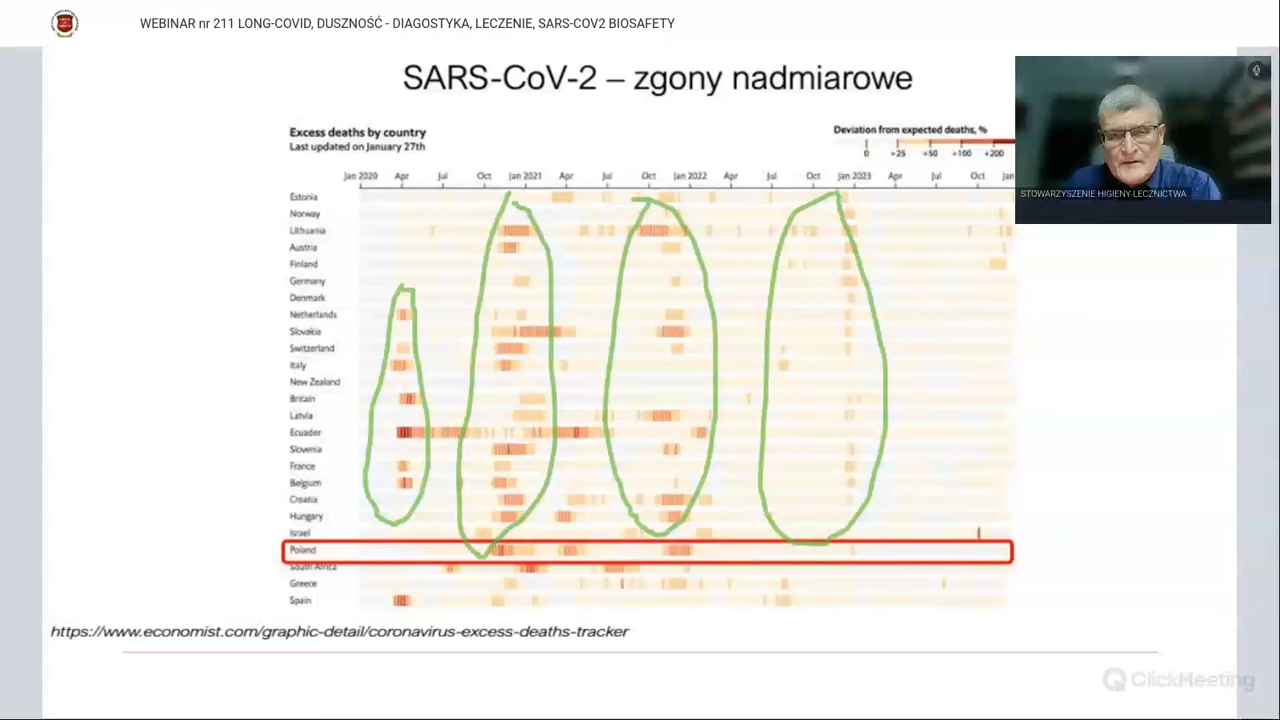 WEBINAR nr 211 LONG-COVID, DUSZNOŚĆ - DIAGOSTYKA, LECZENIE, SARS-COV2 BIOSAFETY
SARS-CoV-2 – zgony nadmiarowe
STOWARZYSZENIE HIGIENY-LECZNICTWA
Excess deaths by country
Last updated on January 27th
Deviation from expected deaths, %
0 +25 +50 +100 +200
Jan 2020 Apr Jul Oct Jan 2021 Apr Jul Oct Jan 2022 Apr Jul Oct Jan 2023 Apr Jul Oct Jan
Estonia
Norway
Lithuania
Austria
Finland
Germany
Denmark
Netherlands
Slovakia
Switzerland
Italy
New Zealand
Britain
Latvia
Ecuador
Slovenia
France
Belgium
Croatia
Hungary
Israel
Poland
South Africa
Greece
Spain
https://www.economist.com/graphic-detail/coronavirus-excess-deaths-tracker
ClickMeeting